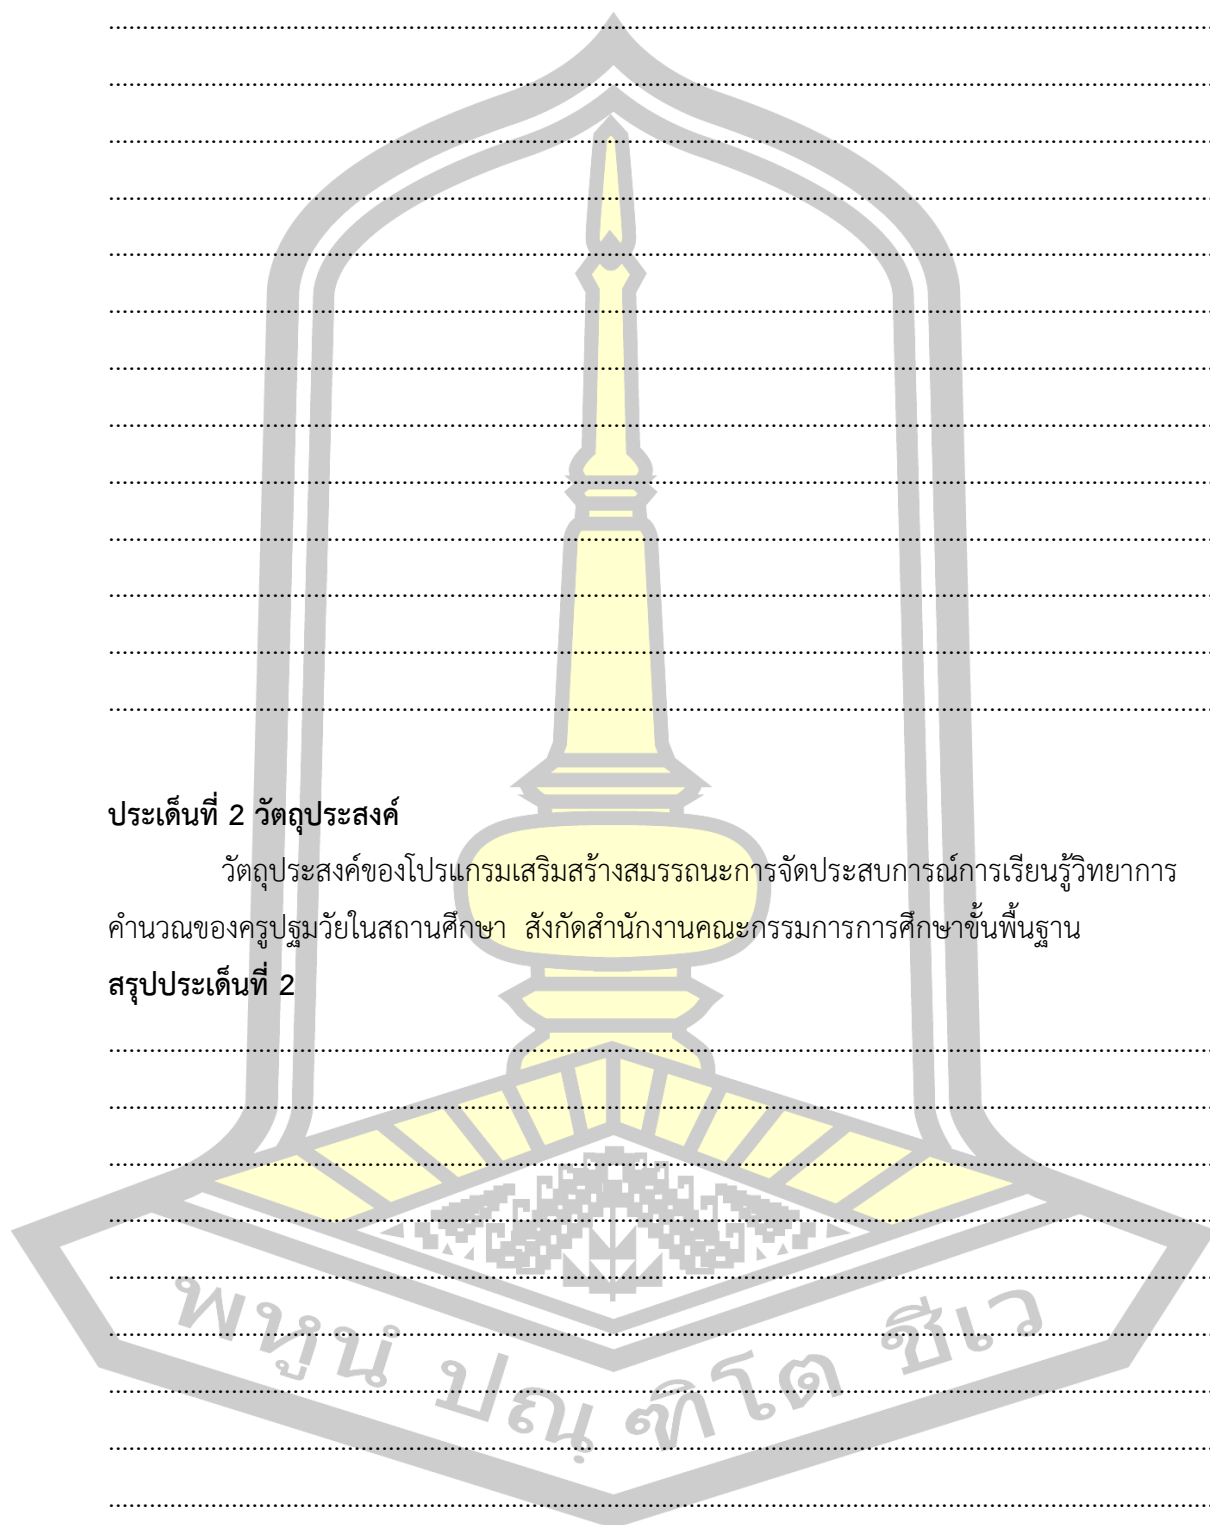 ประเด็นที่ 2 วัตถุประสงค์
วัตถุประสงค์ของโปรแกรมเสริมสร้างสมรรถนะการจัดประสบการณ์การเรียนรู้วิทยาการ
คำนวณของครูปฐมวัยในสถานศึกษา สังกัดสำนักงานคณะกรรมการการศึกษาขั้นพื้นฐาน
สรุปประเด็นที่ 2
พหูนํ ปณฺฑิโต ชีเว